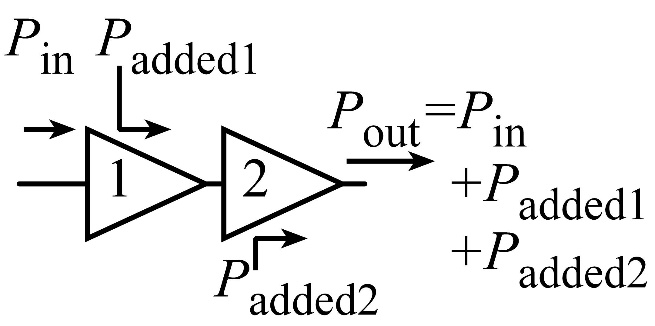 P_in P_added1
P_out=P_in
1 2
+P_added1
+P_added2
P_added2